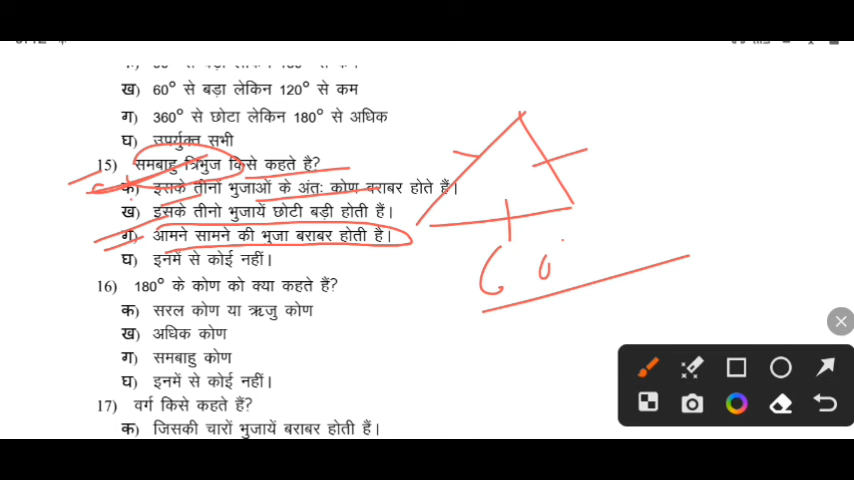 ख) 60° से बड़ा लेकिन 120° से कम
ग) 360° से छोटा लेकिन 180° से अधिक
घ) उपर्युक्त सभी
15) समबाहु त्रिभुज किसे कहते है?
क) इसके तीनों भुजाओं के अंतः कोण बराबर होते हैं।
ख) इसके तीनो भुजायें छोटी बड़ी होती हैं।
ग) आमने सामने की भुजा बराबर होती है।
घ) इनमें से कोई नहीं।
60
16) 180° के कोण को क्या कहते हैं?
क) सरल कोण या ऋजु कोण
ख) अधिक कोण
ग) समबाहु कोण
घ) इनमें से कोई नहीं।
17) वर्ग किसे कहते हैं?
क) जिसकी चारों भुजायें बराबर होती हैं।